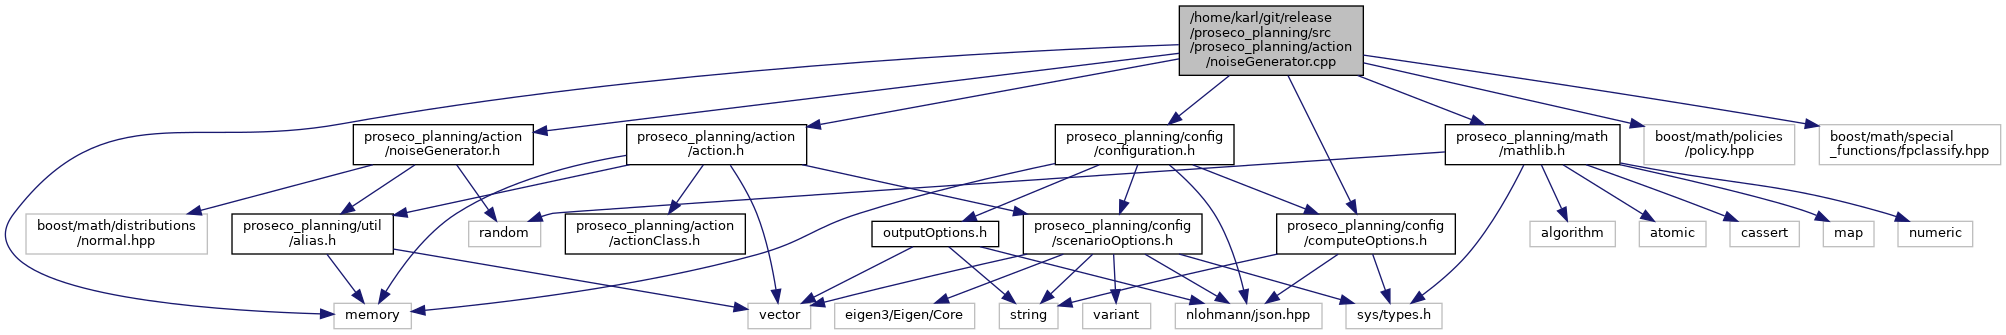 /home/karl/git/release
/proseco_planning/src
/proseco_planning/action
/noiseGenerator.cpp
proseco_planning/action
/noiseGenerator.h
proseco_planning/action
/action.h
proseco_planning/config
/configuration.h
proseco_planning/math
/mathlib.h
boost/math/policies
/policy.hpp
boost/math/special
_functions/fpclassify.hpp
boost/math/distributions
/normal.hpp
proseco_planning/util
/alias.h
random
proseco_planning/action
/actionClass.h
outputOptions.h
proseco_planning/config
/scenarioOptions.h
proseco_planning/config
/computeOptions.h
algorithm
atomic
cassert
map
numeric
memory
vector
eigen3/Eigen/Core
string
variant
nlohmann/json.hpp
sys/types.h